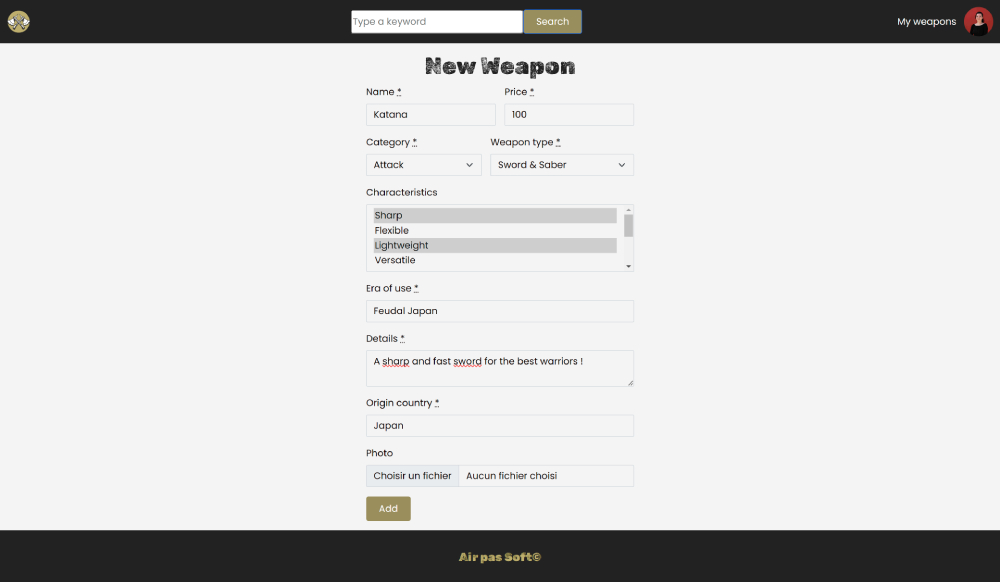 Type a keyword Search My weapons
New Weapon
Name * Price *
Katana 100
Category * Weapon type *
Attack Sword & Saber
Characteristics
Sharp
Flexible
Lightweight
Versatile
Era of use *
Feudal Japan
Details *
A sharp and fast sword for the best warriors !
Origin country *
Japan
Photo
Choisir un fichier Aucun fichier choisi
Add
Air pas Soft©